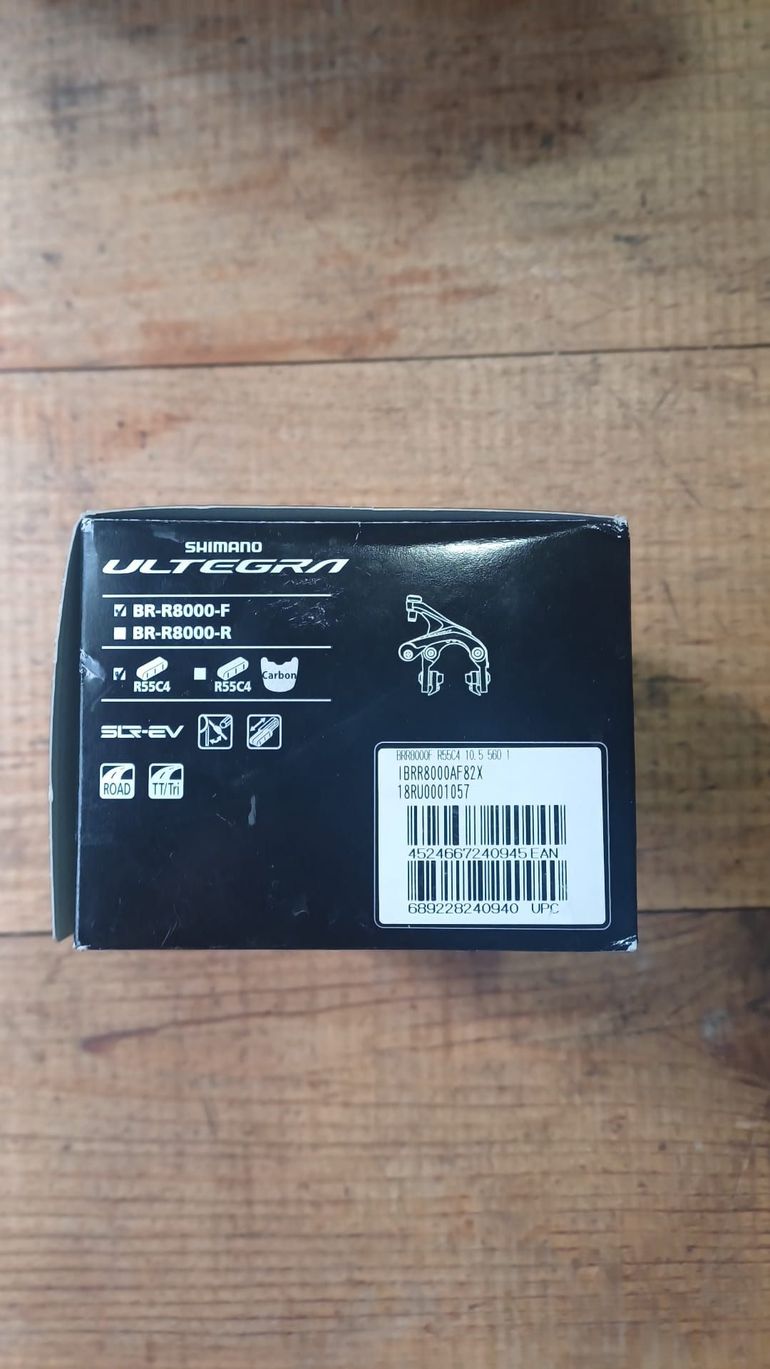 SHIMANO
ULTEGRA
BR-R8000-F
BR-R8000-R
R55C4 R55C4 Carbon
SLR-EV
ROAD TT/Tri
BRR8000F R55C4 10.5 560 1
IBRR8000AF82X
18RU0001057
4524667240945 EAN
689228240940 UPC